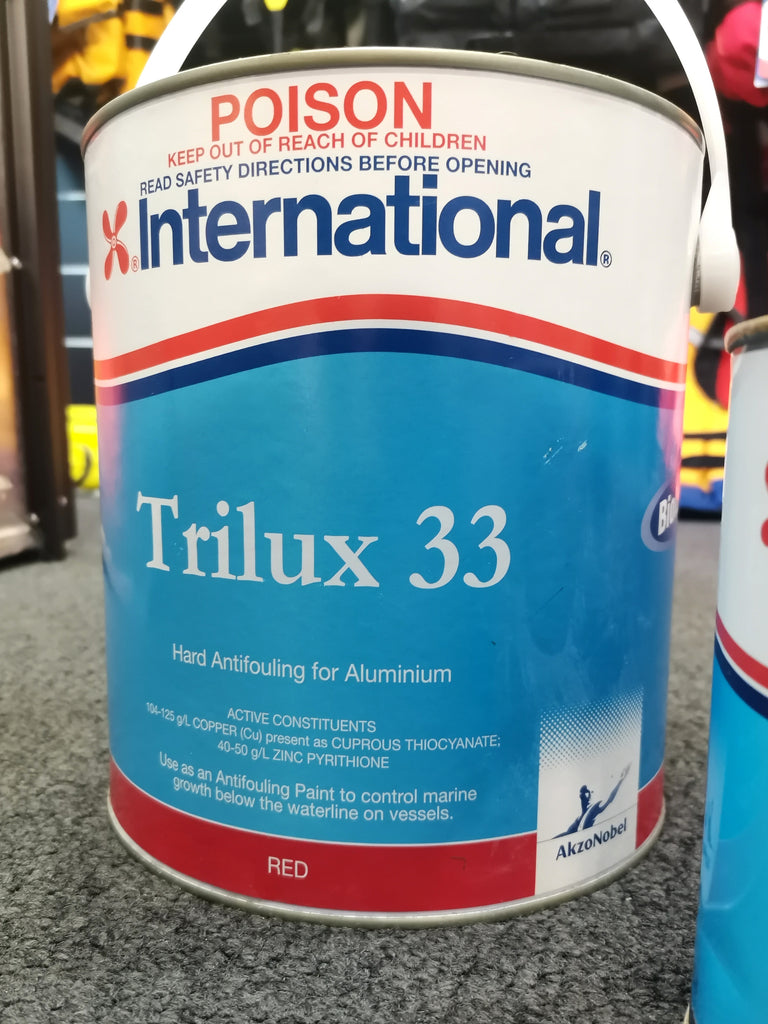 POISON
KEEP OUT OF REACH OF CHILDREN
READ SAFETY DIRECTIONS BEFORE OPENING
International®
Trilux 33
Hard Antifouling for Aluminium
ACTIVE CONSTITUENTS
104-125 g/L COPPER (Cu) present as CUPROUS THIOCYANATE;
40-50 g/L ZINC PYRITHIONE
Use as an Antifouling Paint to control marine
growth below the waterline on vessels.
AkzoNobel
RED